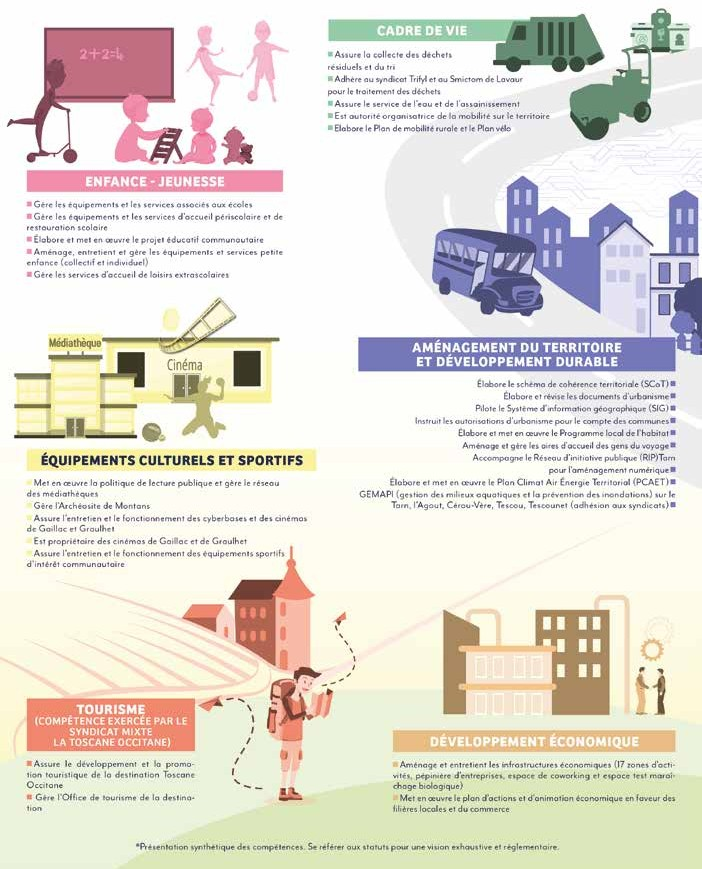 2+2=4
ENFANCE - JEUNESSE
Gère les équipements et les services associés aux écoles
Gère les équipements et les services d'accueil périscolaire et de
restauration scolaire
Élabore et met en œuvre le projet éducatif communautaire
Aménage, entretient et gère les équipements et services petite
enfance (collectif et individuel)
Gère les services d'accueil de loisirs extrascolaires
CADRE DE VIE
Assure la collecte des déchets
résiduels et du tri
Adhère au syndicat Trifyl et au Smictom de Lavaur
pour le traitement des déchets
Assure le service de l'eau et de l'assainissement
Est autorité organisatrice de la mobilité sur le territoire
Elabore le Plan de mobilité rurale et le Plan vélo
Médiathèque
Cinéma
ÉQUIPEMENTS CULTURELS ET SPORTIFS
Met en œuvre la politique de lecture publique et gère le réseau
des médiathèques
Gère l'Archéosite de Montans
Assure l'entretien et le fonctionnement des cyberbases et des cinémas
de Gaillac et Graulhet
Est propriétaire des cinémas de Gaillac et de Graulhet
Assure l'entretien et le fonctionnement des équipements sportifs
d'intérêt communautaire
AMÉNAGEMENT DU TERRITOIRE
ET DÉVELOPPEMENT DURABLE
Élabore le schéma de cohérence territoriale (SCoT)
Élabore et révise les documents d'urbanisme
Pilote le Système d'information géographique (SIG)
Instruit les autorisations d'urbanisme pour le compte des communes
Élabore et met en œuvre le Programme local de l'habitat
Aménage et gère les aires d'accueil des gens du voyage
Accompagne le Réseau d'initiative publique (RIP)Tarn
pour l'aménagement numérique
Élabore et met en œuvre le Plan Climat Air Énergie Territorial (PCAET)
GEMAPI (gestion des milieux aquatiques et la prévention des inondations) sur le
Tarn, l'Agout, Cérou-Vère, Tescou, Tescounet (adhésion aux syndicats)
TOURISME
(COMPÉTENCE EXERCÉE PAR LE
SYNDICAT MIXTE
LA TOSCANE OCCITANE)
Assure le développement et la promo-
tion touristique de la destination Toscane
Occitane
Gère l'Office de tourisme de la destina-
tion
DÉVELOPPEMENT ÉCONOMIQUE
Aménage et entretient les infrastructures économiques (17 zones d'acti-
vités, pépinière d'entreprises, espace de coworking et espace test maraî-
chage biologique)
Met en œuvre le plan d'actions et d'animation économique en faveur des
filières locales et du commerce
*Présentation synthétique des compétences. Se référer aux statuts pour une vision exhaustive et réglementaire.